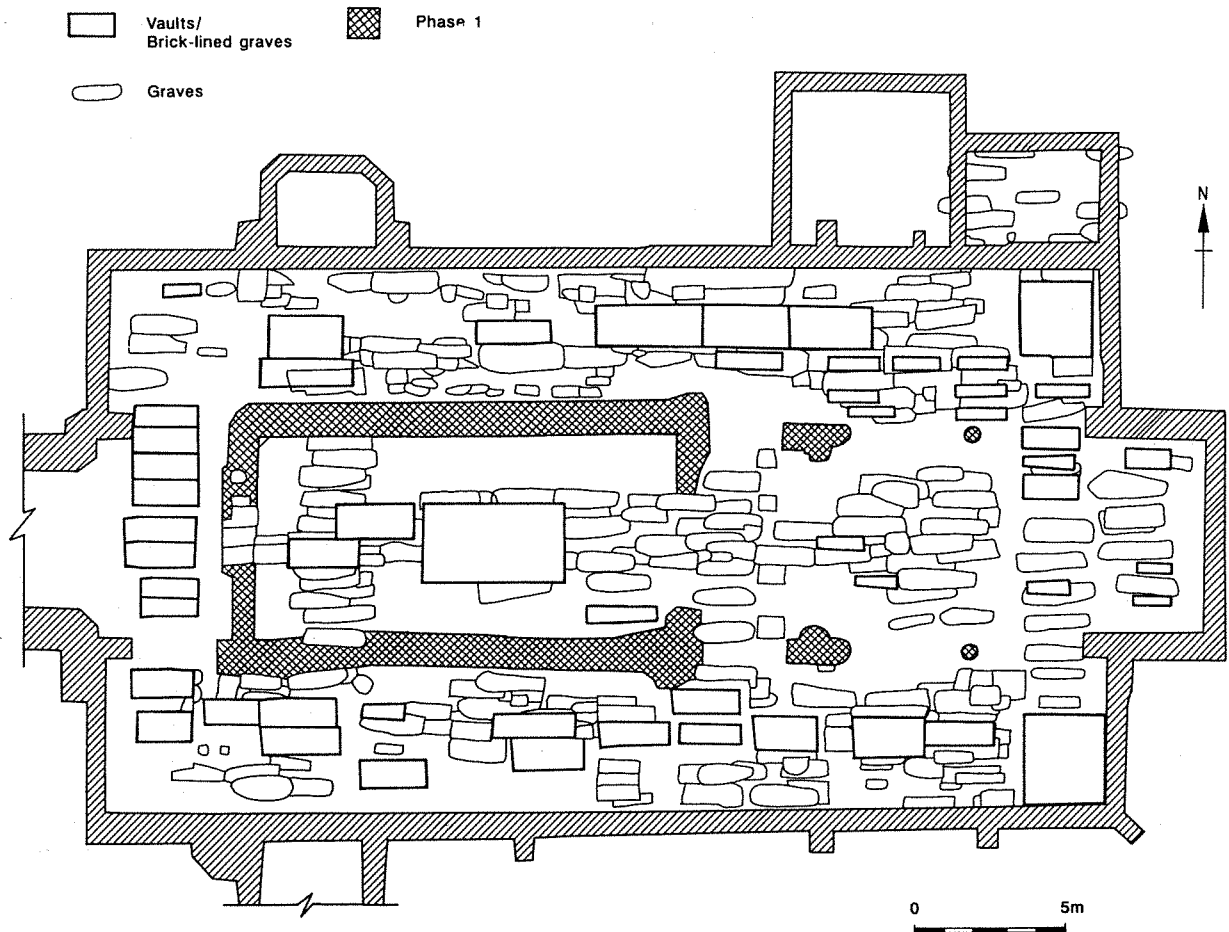 Vaults/
Brick-lined graves
Phase 1
Graves
N
0 5m